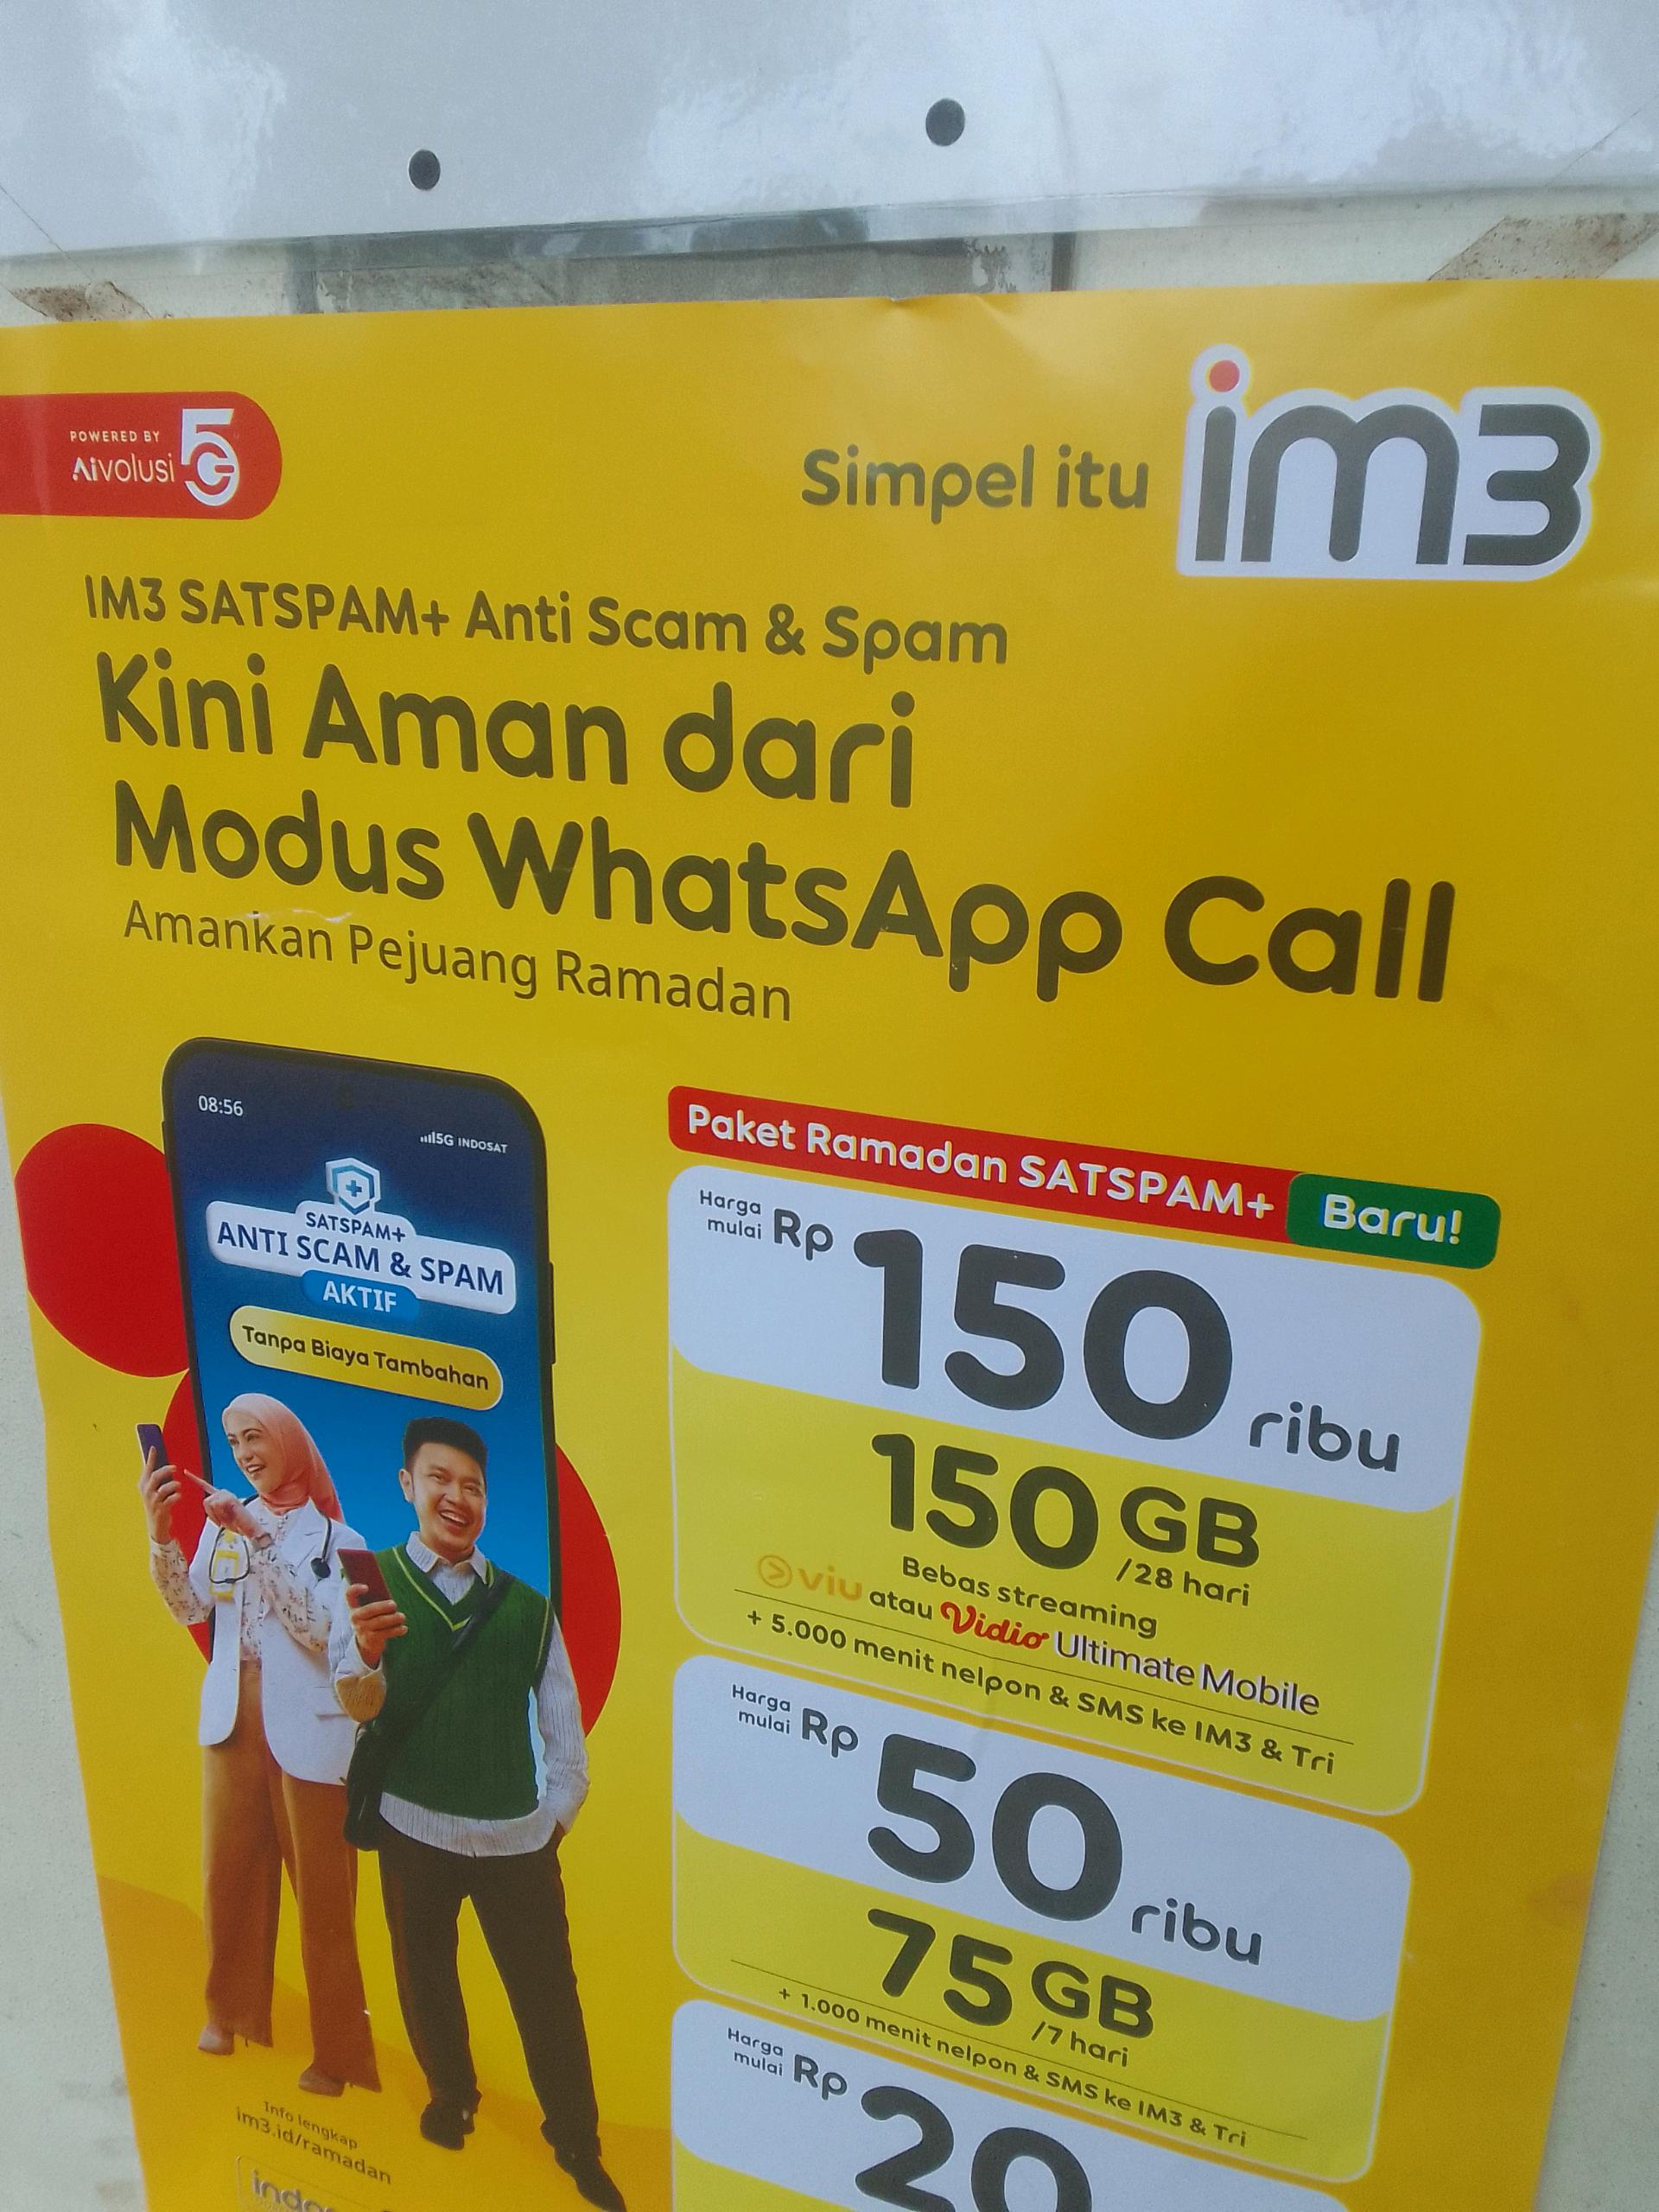 POWERED BY
Aivolusi 5G
Simpel itu im3
IM3 SATSPAM+ Anti Scam & Spam
Kini Aman dari
Modus WhatsApp Call
Amankan Pejuang Ramadan
08:56
5G INDOSAT
SATSPAM+
ANTI SCAM & SPAM
AKTIF
Tanpa Biaya Tambahan
Paket Ramadan SATSPAM+ Baru!
Harga
mulai Rp 150 ribu
150 GB
/28 hari
Bebas streaming
viu atau Vidio Ultimate Mobile
+ 5.000 menit nelpon & SMS ke IM3 & Tri
Harga
mulai Rp 50 ribu
75 GB
/7 hari
+ 1.000 menit nelpon & SMS ke IM3 & Tri
Harga
mulai Rp 20
Info lengkap
im3.id/ramadan